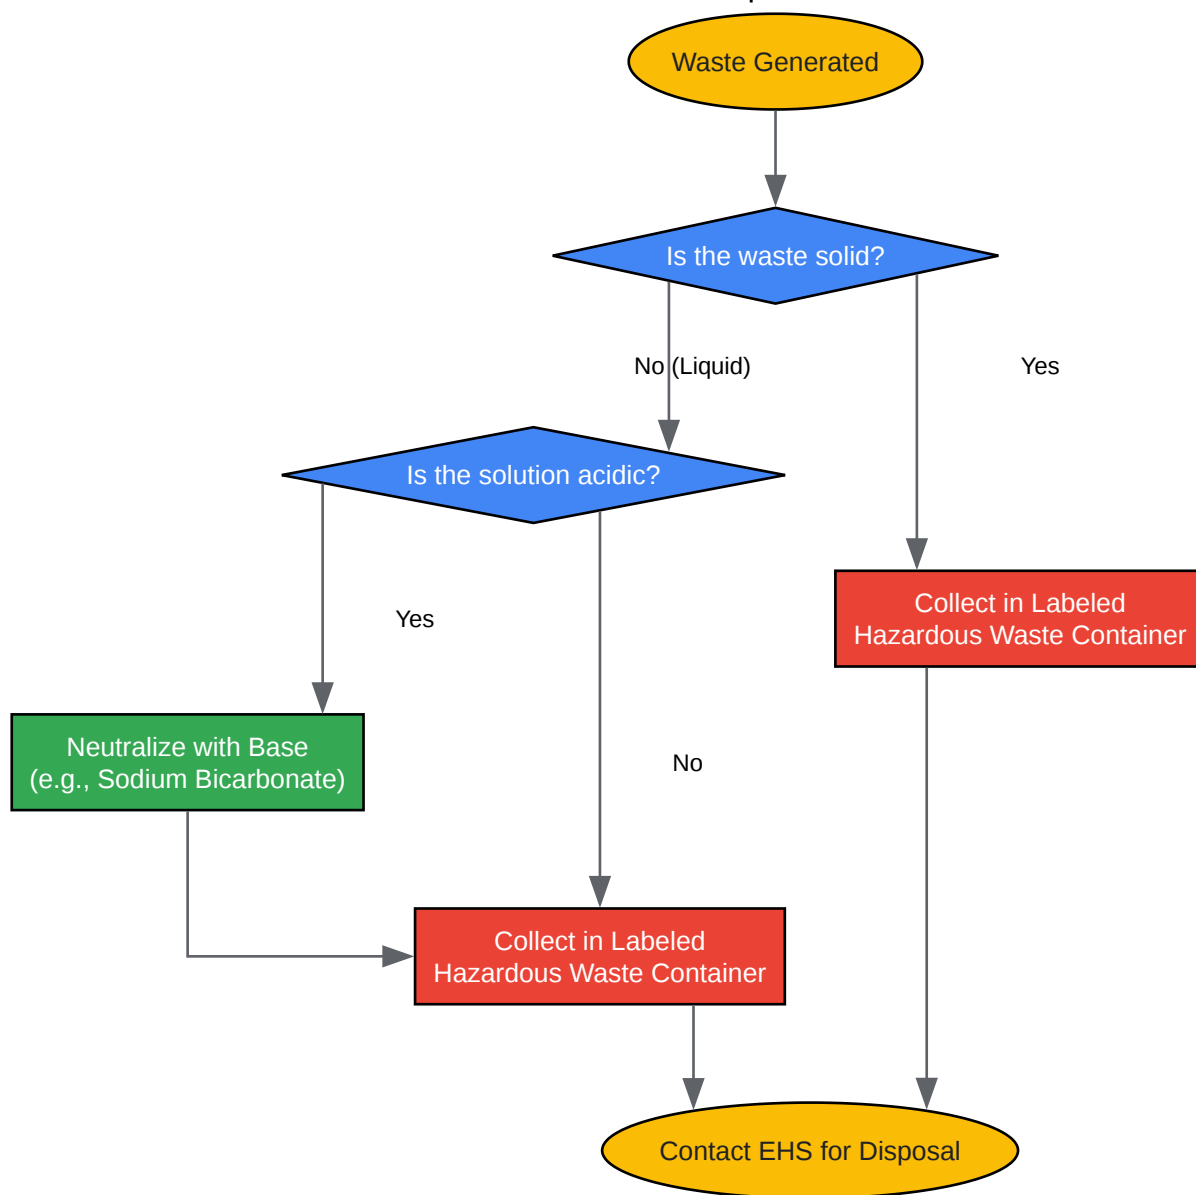 Waste Generated
Is the waste solid?
No (Liquid)
Yes
Is the solution acidic?
Collect in Labeled
Hazardous Waste Container
Yes
Neutralize with Base
(e.g., Sodium Bicarbonate)
No
Collect in Labeled
Hazardous Waste Container
Contact EHS for Disposal